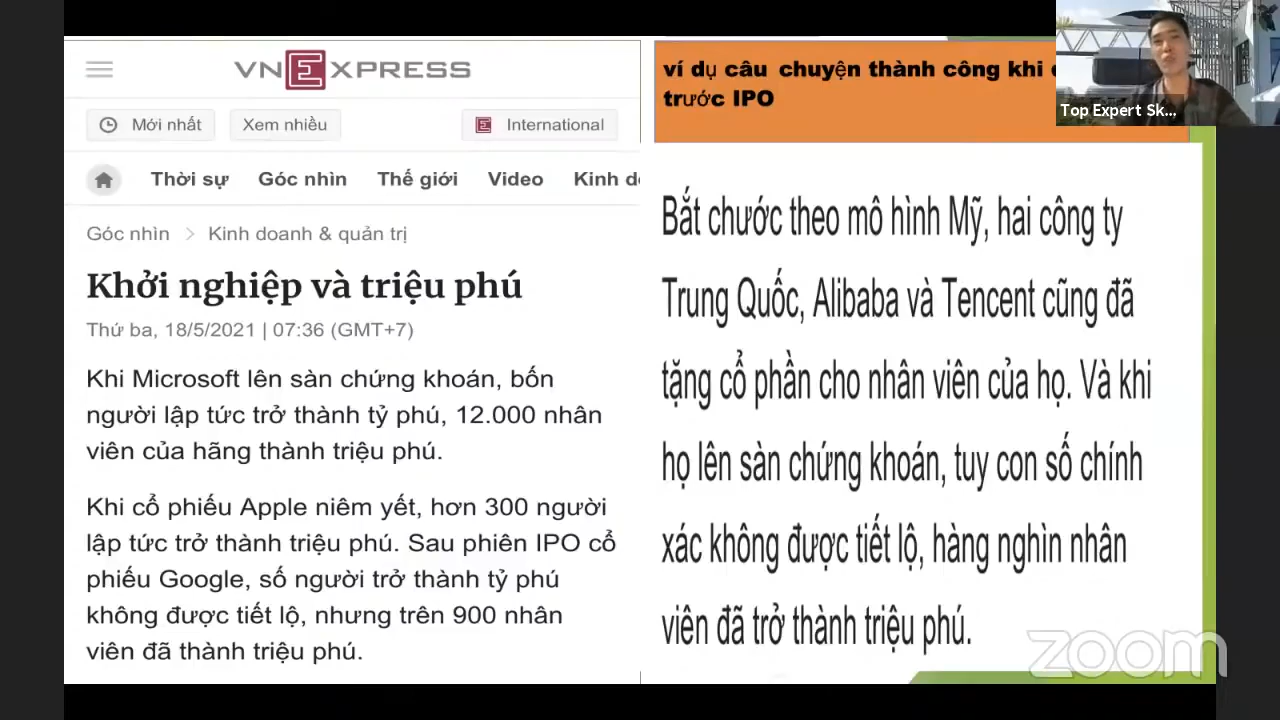 VNEXPRESS
Mới nhất
Xem nhiều
International
Thời sự
Góc nhìn
Thế giới
Video
Kinh
Góc nhìn
Kinh doanh & quản trị
Khởi nghiệp và triệu phú
Thứ ba, 18/5/2021 | 07:36 (GMT+7)
Khi Microsoft lên sàn chứng khoán, bốn
người lập tức trở thành tỷ phú, 12.000 nhân
viên của hãng thành triệu phú.
Khi cổ phiếu Apple niêm yết, hơn 300 người
lập tức trở thành triệu phú. Sau phiên IPO cổ
phiếu Google, số người trở thành tỷ phú
không được tiết lộ, nhưng trên 900 nhân
viên đã thành triệu phú.
ví dụ câu chuyện thành công khi
trước IPO
Top Expert Sk...
Bắt chước theo mô hình Mỹ, hai công ty
Trung Quốc, Alibaba và Tencent cũng đã
tặng cổ phần cho nhân viên của họ. Và khi
họ lên sàn chứng khoán, tuy con số chính
xác không được tiết lộ, hàng nghìn nhân
viên đã trở thành triệu phú.
zoom